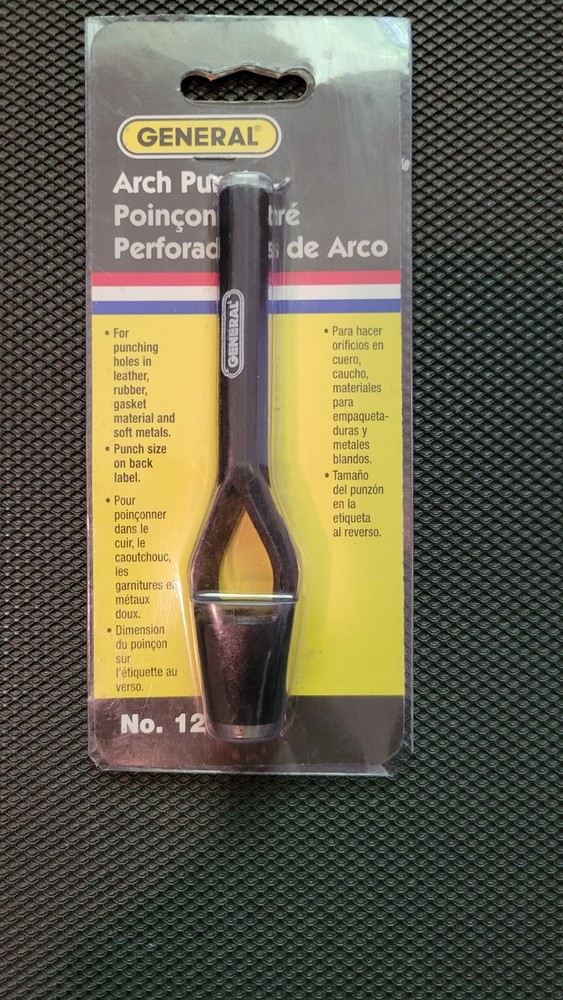 GENERAL®
Arch Pu
Poinçon tré
Perforad s de Arco
GENERAL
• For
punching
holes in
leather,
rubber,
gasket
material and
soft metals.
• Punch size
on back
label.
• Pour
poinçonner
dans le
cuir, le
caoutchouc,
les
garnitures et
métaux
doux.
• Dimension
du poinçon
sur
l'étiquette au
verso.
• Para hacer
orificios en
cuero,
caucho,
materiales
para
empaqueta-
duras y
metales
blandos.
• Tamaño
del punzón
en la
etiqueta
al reverso.
No. 12